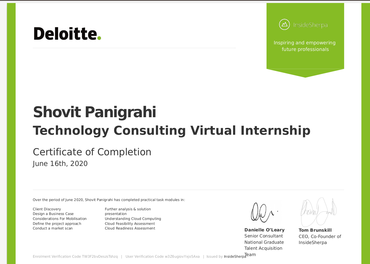 Deloitte.
InsideSherpa
Inspiring and empowering
future professionals
Shovit Panigrahi
Technology Consulting Virtual Internship
Certificate of Completion
June 16th, 2020
Over the period of June 2020, Shovit Panigrahi has completed practical task modules in:
Client Discovery
Design a Business Case
Considerations For Mobilisation
Define the project approach
Conduct a market scan
Further analysis & solution
presentation
Understanding Cloud Computing
Cloud Feasibility Assessment
Cloud Readiness Assessment
Danielle O'Leary
Senior Consultant
National Graduate
Talent Acquisition
Team
Tom Brunskill
CEO, Co-Founder of
InsideSherpa
Enrolment Verification Code
User Verification Code
Issued by InsideSherpa